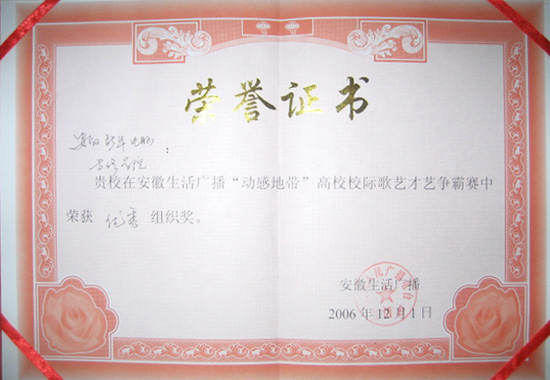 荣誉证书
安徽新华电脑
专修学院：
贵校在安徽生活广播“动感地带”高校校际歌艺才艺争霸赛中
荣获 优秀 组织奖。
安徽生活广播
2006年12月1日